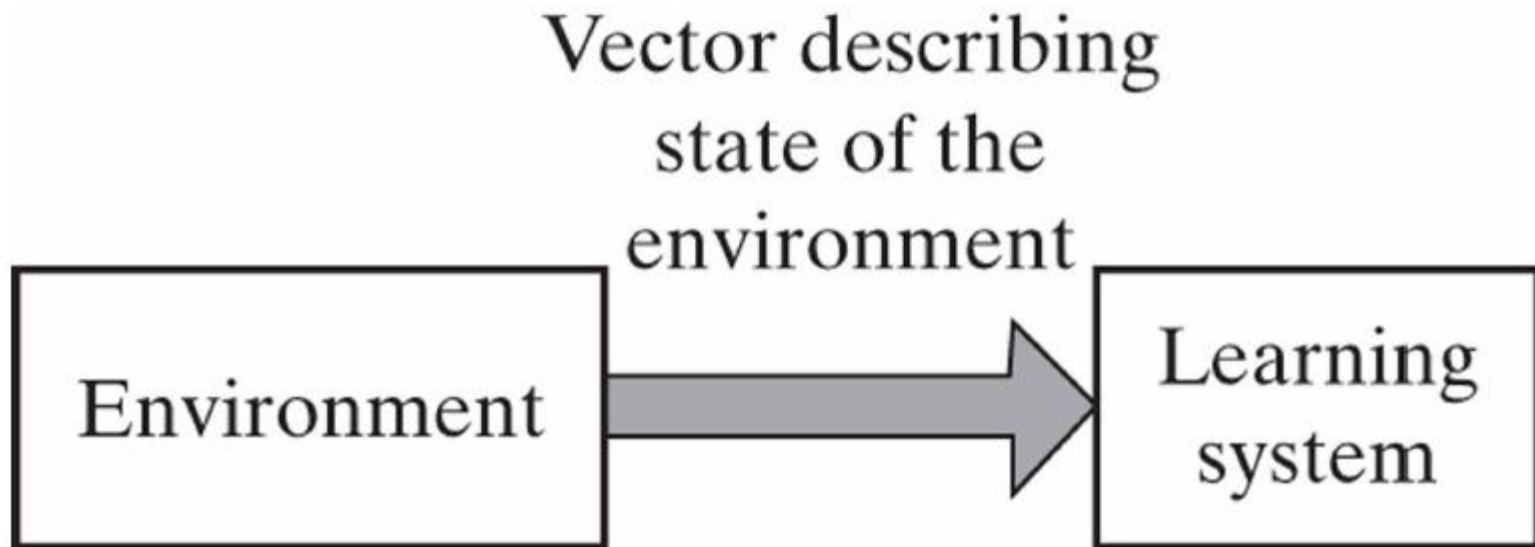 Vector describing
state of the
environment
Environment
Learning
system